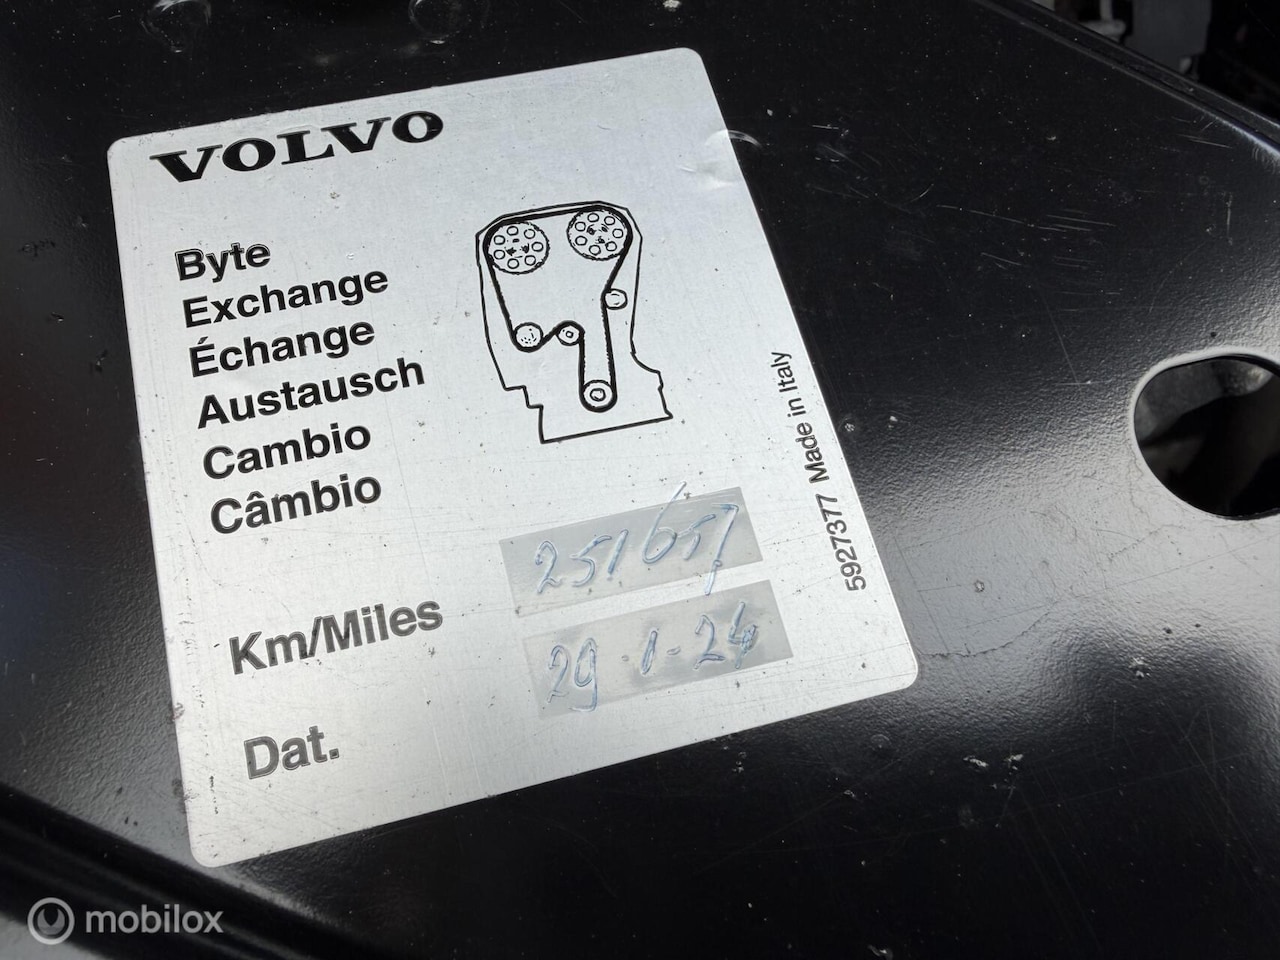 VOLVO
Byte
Exchange
Échange
Austausch
Cambio
Câmbio
Km/Miles
251657
Dat.
29-1-24
5927377 Made in Italy
mobilox